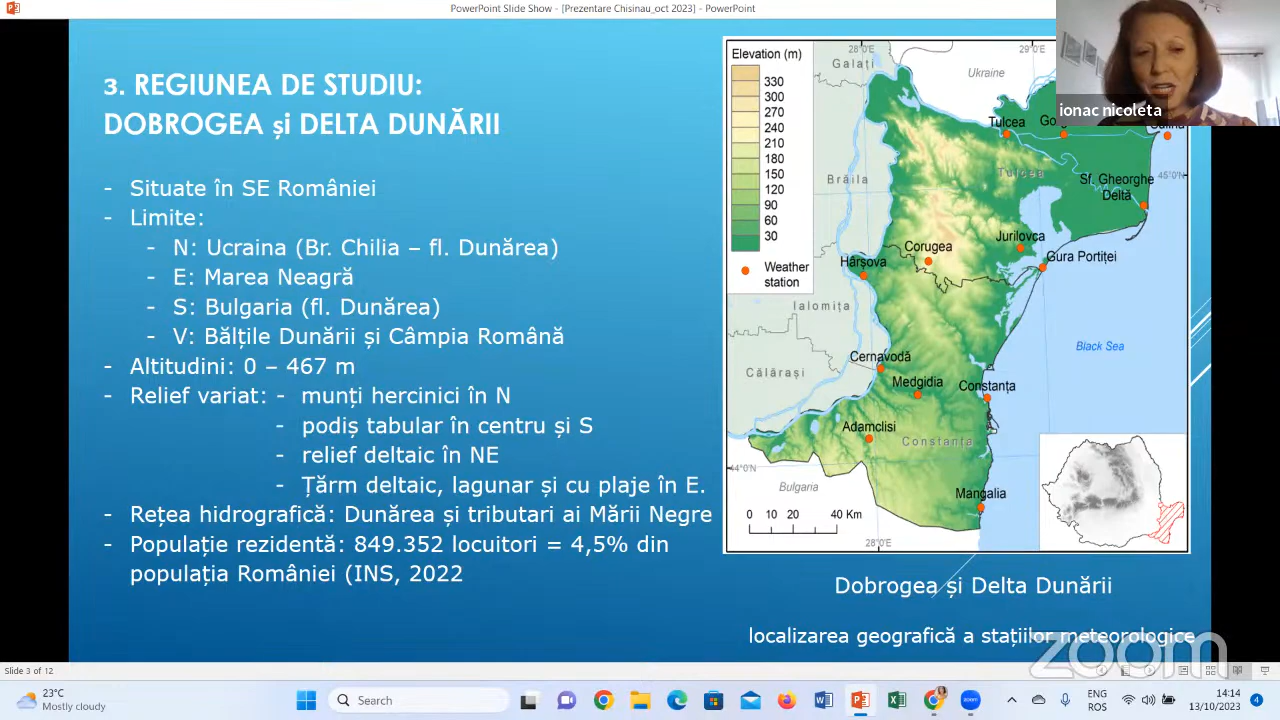 PowerPoint Slide Show - [Prezentare Chisinau_oct 2023] - PowerPoint
3. REGIUNEA DE STUDIU:
DOBROGEA și DELTA DUNĂRII
- Situate în SE României
- Limite:
- N: Ucraina (Br. Chilia – fl. Dunărea)
- E: Marea Neagră
- S: Bulgaria (fl. Dunărea)
- V: Bălțile Dunării și Câmpia Română
- Altitudini: 0 – 467 m
- Relief variat: - munți hercinici în N
- podiș tabular în centru și S
- relief deltaic în NE
- Țărm deltaic, lagunar și cu plaje în E.
- Rețea hidrografică: Dunărea și tributari ai Mării Negre
- Populație rezidentă: 849.352 locuitori = 4,5% din
populația României (INS, 2022
Elevation (m)
330
300
270
240
210
180
150
120
90
60
30
Weather
station
28°0'E
29°0'E
Galați
Ukraine
ionac nicoleta
Tulcea
Brăila
Tulcea
45°0'N
Sf. Gheorghe
Deltă
Jurilovca
Corugea
Gura Portiței
Hârșova
Ialomița
Black Sea
Cernavodă
Călărași
Medgidia
Constanța
Adamclisi
Constanța
44°0'N
Bulgaria
Mangalia
0 10 20 40 Km
28°0'E
Dobrogea și Delta Dunării
localizarea geografică a stațiilor meteorologice
zoom
Slide 3 of 12
23°C
Mostly cloudy
Search
ENG
ROS
14:14
13/10/2023
4